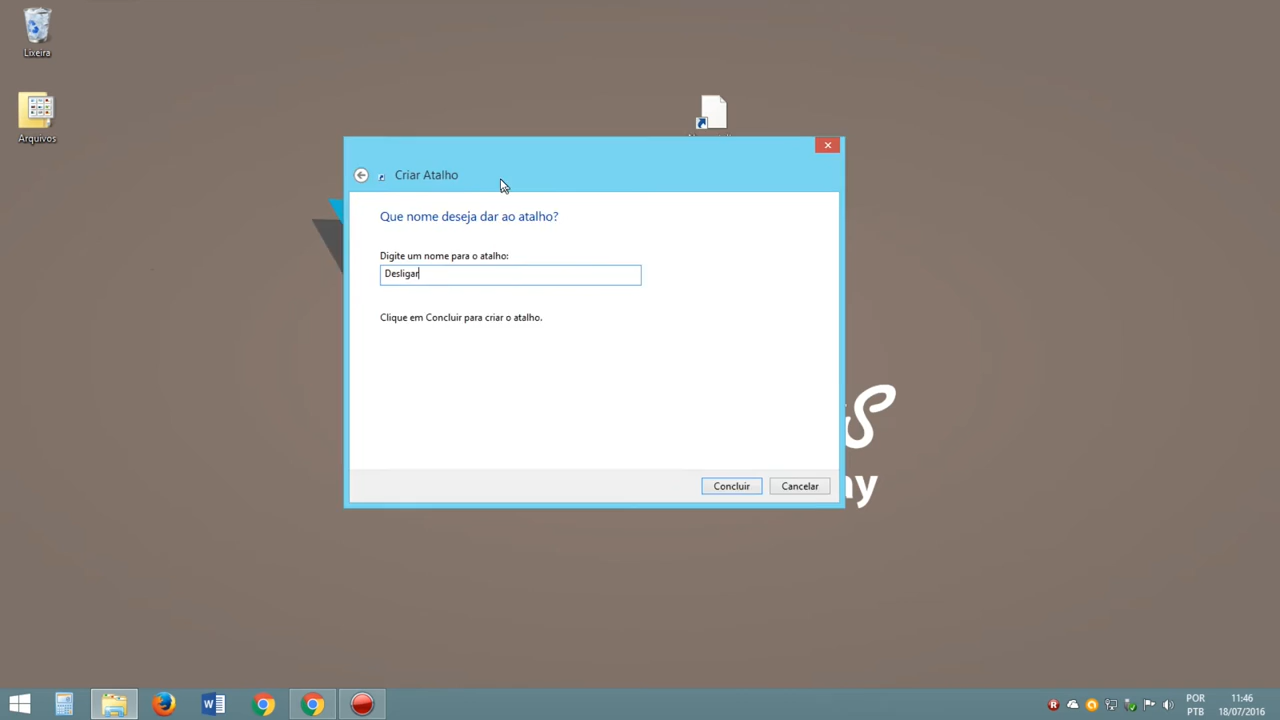 Lixeira
Arquivos
Criar Atalho
Que nome deseja dar ao atalho?
Digite um nome para o atalho:
Desligar
Clique em Concluir para criar o atalho.
Concluir
Cancelar
POR
PTB
11:46
18/07/2016